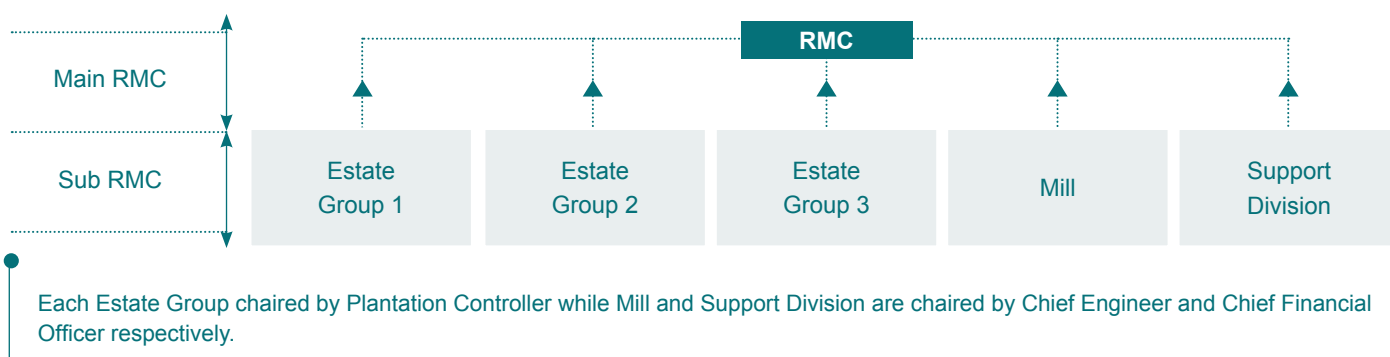 RMC
Main RMC
Sub RMC
Estate
Group 1
Estate
Group 2
Estate
Group 3
Mill
Support
Division
Each Estate Group chaired by Plantation Controller while Mill and Support Division are chaired by Chief Engineer and Chief Financial
Officer respectively.